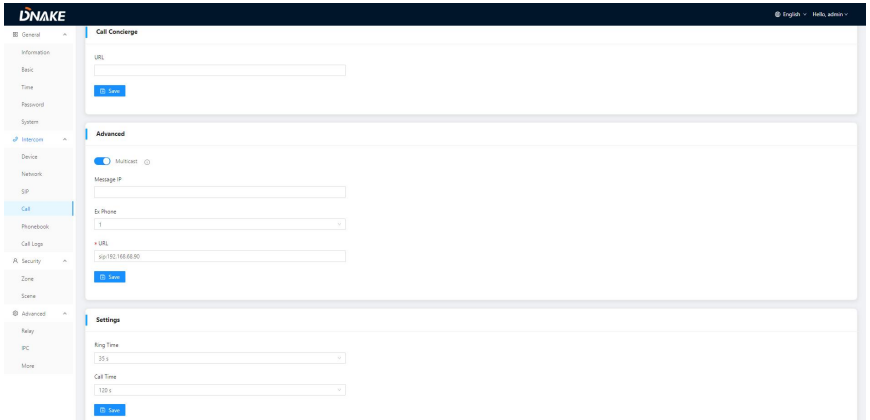 DNAKE
English
Hello, admin
General
Information
Basic
Time
Password
System
Intercom
Device
Network
SIP
Call
Phonebook
Call Logs
Security
Zone
Scene
Advanced
Relay
IPC
More
Call Concierge
URL
Save
Advanced
Multicast
Message IP
Ex Phone
1
* URL
sip:192.168.68.90
Save
Settings
Ring Time
35 s
Call Time
120 s
Save